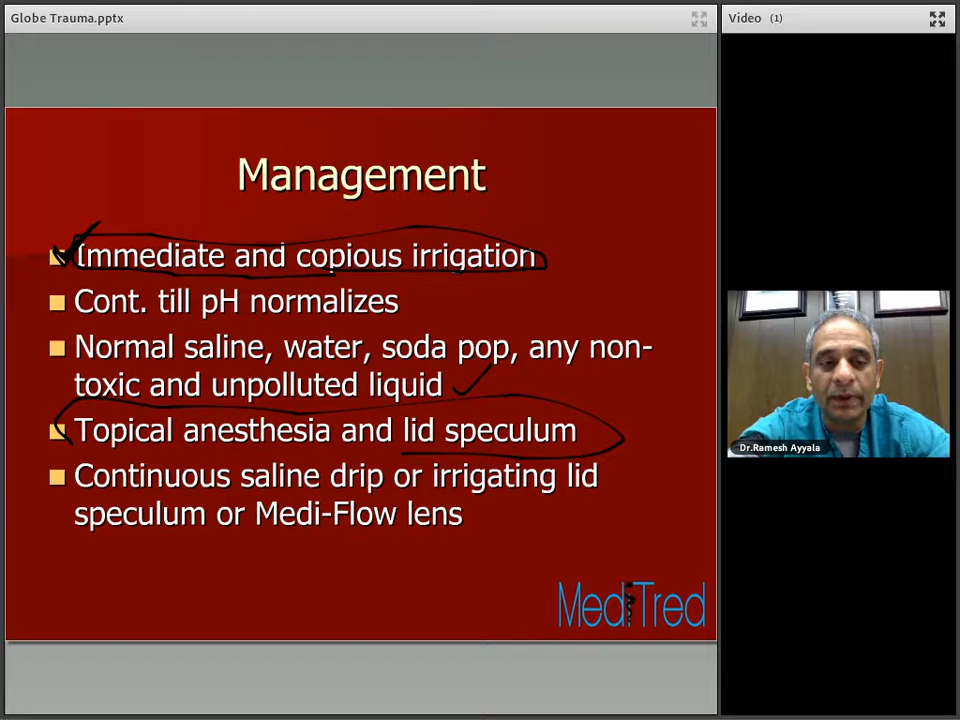 Globe Trauma.pptx
Video (1)
Management
Immediate and copious irrigation
Cont. till pH normalizes
Normal saline, water, soda pop, any non-
toxic and unpolluted liquid
Topical anesthesia and lid speculum
Continuous saline drip or irrigating lid
speculum or Medi-Flow lens
MediTred
Dr.Ramesh Ayyala